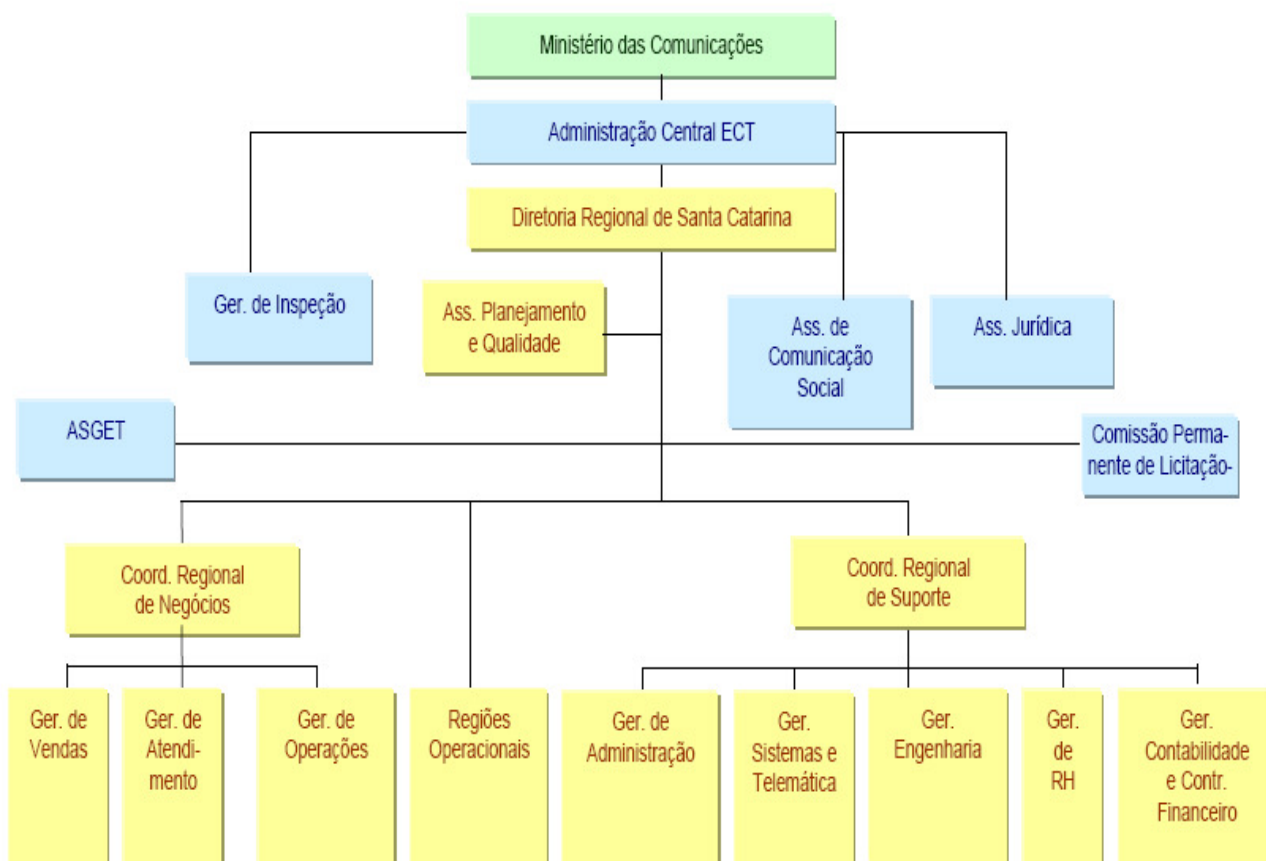 Ministério das Comunicações
Administração Central ECT
Diretoria Regional de Santa Catarina
Ger. de Inspeção
Ass. Planejamento
e Qualidade
Ass. de
Comunicação
Social
Ass. Jurídica
ASGET
Comissão Perma-
nente de Licitação-
Coord. Regional
de Negócios
Coord. Regional
de Suporte
Ger. de
Vendas
Ger. de
Atendi-
mento
Ger. de
Operações
Regiões
Operacionais
Ger. de
Administração
Ger.
Sistemas e
Telemática
Ger.
Engenharia
Ger.
de
RH
Ger.
Contabilidade
e Contr.
Financeiro